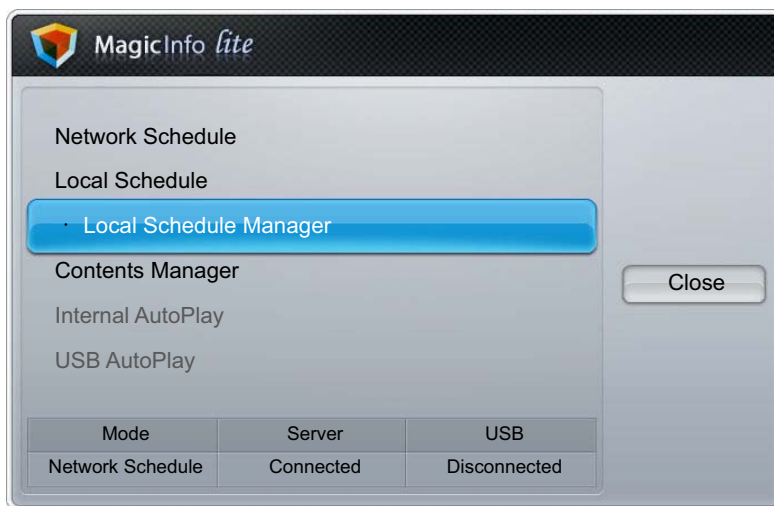 MagicInfo lite
Network Schedule
Local Schedule
· Local Schedule Manager
Contents Manager
Close
Internal AutoPlay
USB AutoPlay
Mode Server USB
Network Schedule Connected Disconnected